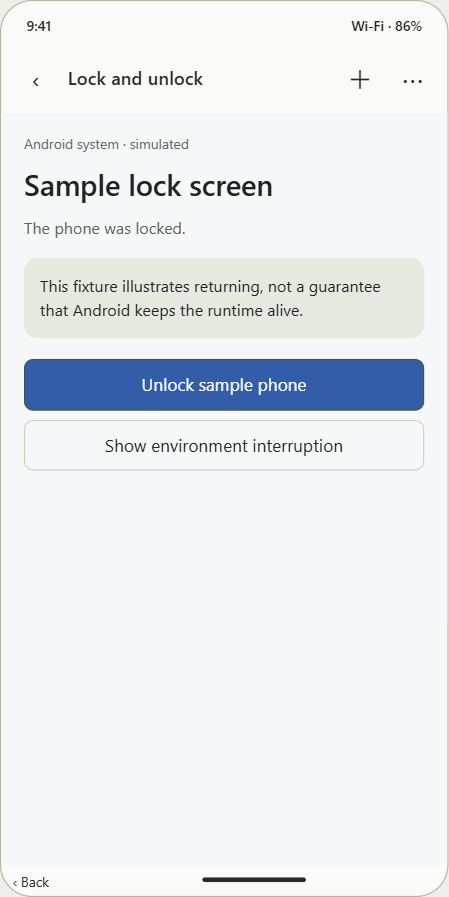 9:41
Wi-Fi · 86%
‹ Lock and unlock + ...
Android system · simulated
Sample lock screen
The phone was locked.
This fixture illustrates returning, not a guarantee
that Android keeps the runtime alive.
Unlock sample phone
Show environment interruption
‹ Back